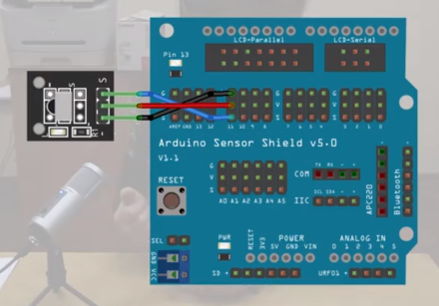 LCD-Parallel
LCD-Serial
Pin 13
G
V
S
G
V
S
G
V
S
S
AREF GND 13 12 11 10 9 8
7 6 5 4
3 2 1 0
Arduino Sensor Shield v5.0
V1.1
RESET
G
V
S
A0 A1 A2 A3 A4 A5
COM
TX RX - +
IIC
SCL SDA - +
APC220
Bluetooth
SEL
PWR
RESET
3V3
5V
POWER
GND VIN
ANALOG IN
0 1 2 3 4 5
GND
VCC
SD
URF01